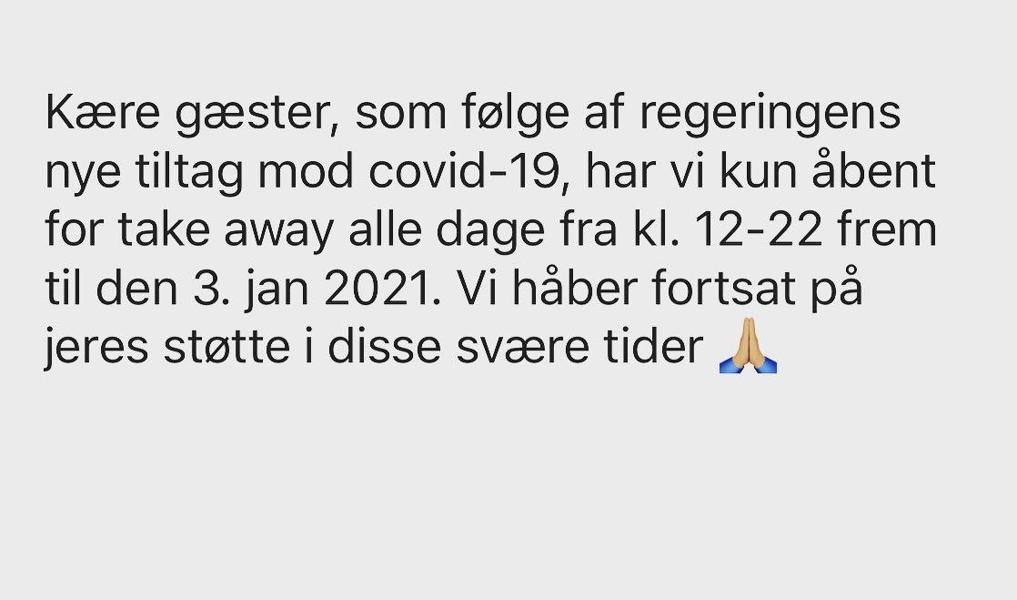 Kære gæster, som følge af regeringens
nye tiltag mod covid-19, har vi kun åbent
for take away alle dage fra kl. 12-22 frem
til den 3. jan 2021. Vi håber fortsat på
jeres støtte i disse svære tider 🙏🏼